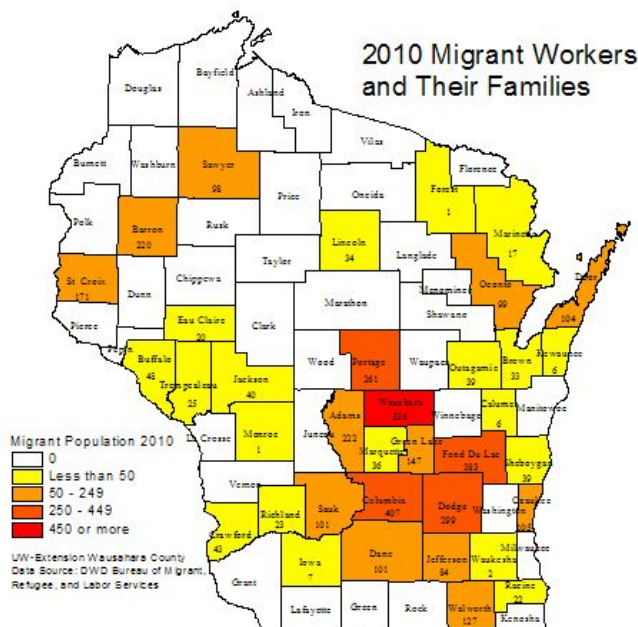 2010 Migrant Workers
and Their Families
Douglas
Bayfield
Ashland
Iron
Vilas
Burnett
Washburn
Sawyer
98
Price
Oneida
Forest
1
Florence
Marinette
17
Polk
Barron
220
Rusk
Lincoln
34
Langlade
Taylor
Oconto
99
Door
104
St Croix
171
Dunn
Chippewa
Menominee
Marathon
Shawano
Pierce
Pepin
Eau Claire
20
Clark
Buffalo
48
Trempealeau
25
Jackson
40
Wood
Portage
261
Waupaca
Outagamie
39
Brown
33
Kewaunee
6
La Crosse
Monroe
1
Juneau
Adams
222
Waushara
Winnebago
Calumet
6
Manitowoc
Marquette
36
Green Lake
147
Fond Du Lac
383
Sheboygan
39
Vernon
Migrant Population 2010
0
Less than 50
50 - 249
250 - 449
450 or more
Crawford
43
Richland
23
Sauk
101
Columbia
407
Dodge
299
Washington
Ozaukee
105
UW-Extension Wausahara County
Data Source: DWD Bureau of Migrant,
Refugee, and Labor Services
Grant
Iowa
7
Dane
101
Jefferson
Waukesha
2
Milwaukee
Lafayette
Green
Rock
Walworth
127
Racine
22
Kenosha